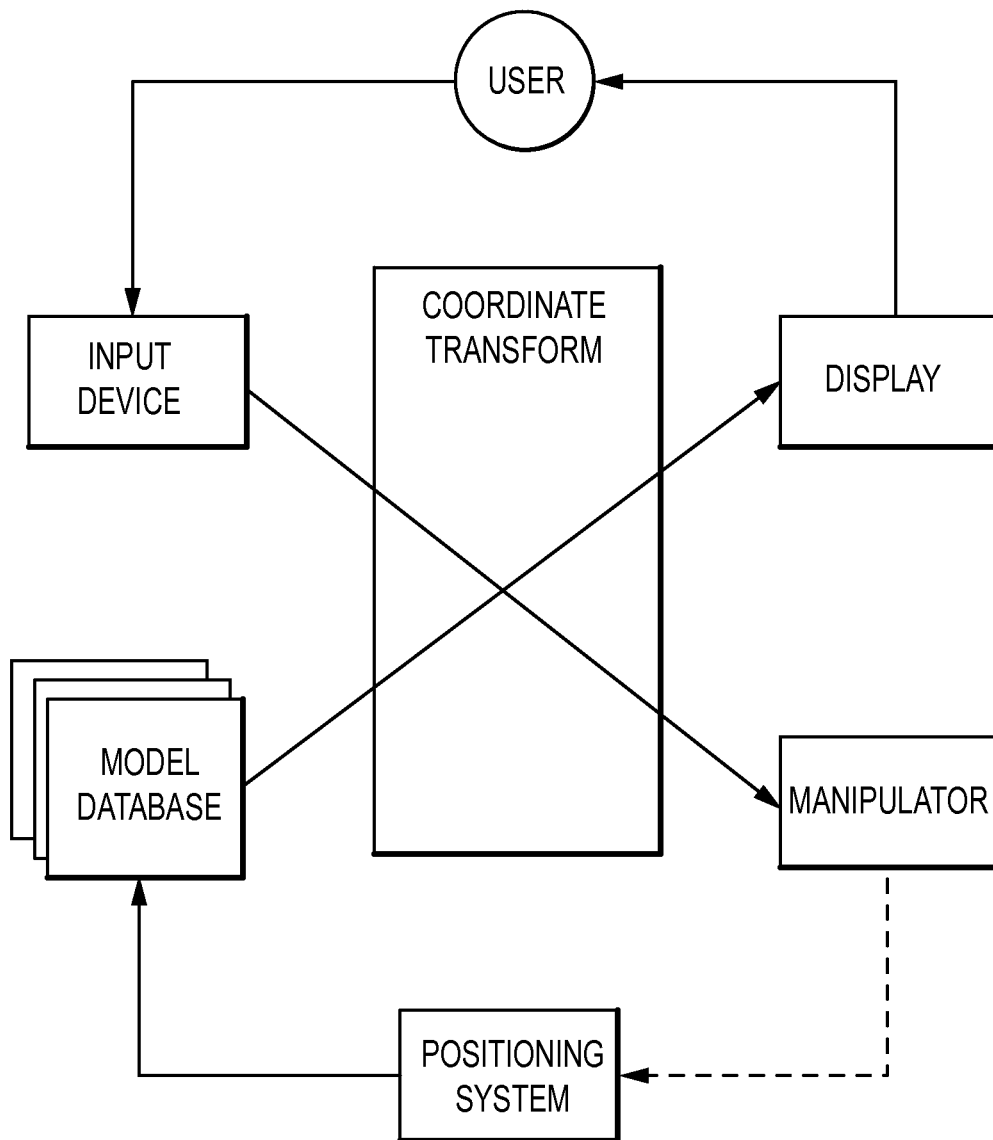 USER
COORDINATE
TRANSFORM
INPUT
DEVICE
DISPLAY
MODEL
DATABASE
MANIPULATOR
POSITIONING
SYSTEM